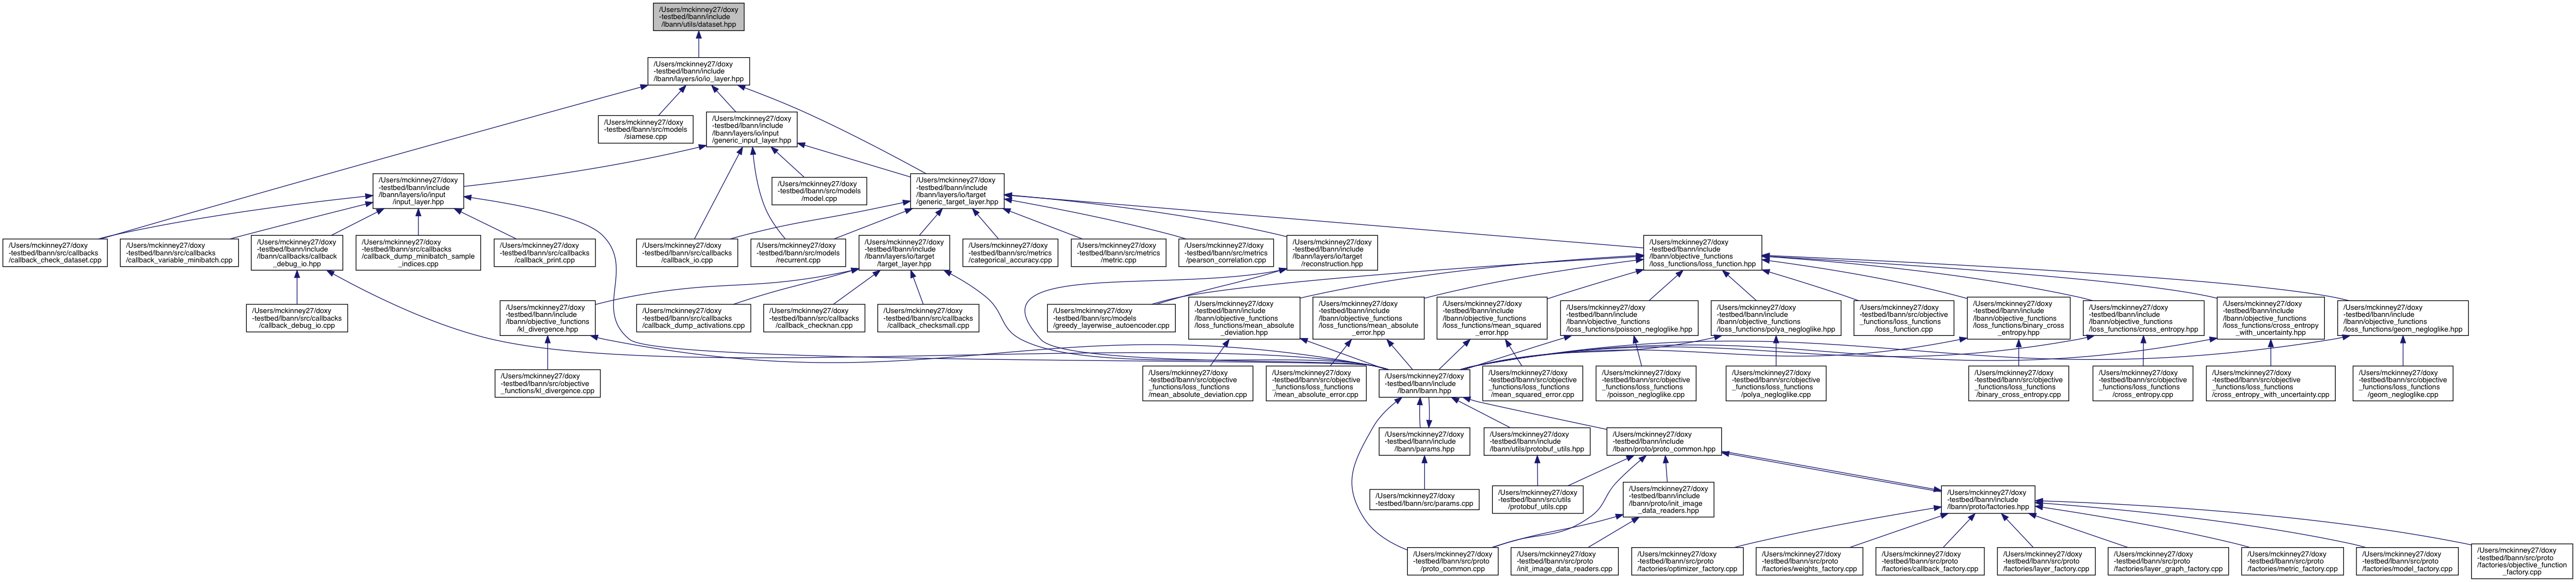 /Users/mckinney27/doxy
-testbed/lbann/include
/lbann/utils/dataset.hpp
/Users/mckinney27/doxy
-testbed/lbann/include
/lbann/layers/io/io_layer.hpp
/Users/mckinney27/doxy
-testbed/lbann/src/models
/siamese.cpp
/Users/mckinney27/doxy
-testbed/lbann/include
/lbann/layers/io/input
/generic_input_layer.hpp
/Users/mckinney27/doxy
-testbed/lbann/include
/lbann/layers/io/input
/input_layer.hpp
/Users/mckinney27/doxy
-testbed/lbann/src/models
/model.cpp
/Users/mckinney27/doxy
-testbed/lbann/include
/lbann/layers/io/target
/generic_target_layer.hpp
/Users/mckinney27/doxy
-testbed/lbann/src/callbacks
/callback_check_dataset.cpp
/Users/mckinney27/doxy
-testbed/lbann/src/callbacks
/callback_variable_minibatch.cpp
/Users/mckinney27/doxy
-testbed/lbann/include
/lbann/callbacks/callback
_debug_io.hpp
/Users/mckinney27/doxy
-testbed/lbann/src/callbacks
/callback_dump_minibatch_sample
_indices.cpp
/Users/mckinney27/doxy
-testbed/lbann/src/callbacks
/callback_print.cpp
/Users/mckinney27/doxy
-testbed/lbann/src/callbacks
/callback_io.cpp
/Users/mckinney27/doxy
-testbed/lbann/src/models
/recurrent.cpp
/Users/mckinney27/doxy
-testbed/lbann/include
/lbann/layers/io/target
/target_layer.hpp
/Users/mckinney27/doxy
-testbed/lbann/src/metrics
/categorical_accuracy.cpp
/Users/mckinney27/doxy
-testbed/lbann/src/metrics
/metric.cpp
/Users/mckinney27/doxy
-testbed/lbann/src/metrics
/pearson_correlation.cpp
/Users/mckinney27/doxy
-testbed/lbann/include
/lbann/layers/io/target
/reconstruction.hpp
/Users/mckinney27/doxy
-testbed/lbann/include
/lbann/objective_functions
/loss_functions/loss_function.hpp
/Users/mckinney27/doxy
-testbed/lbann/src/callbacks
/callback_debug_io.cpp
/Users/mckinney27/doxy
-testbed/lbann/include
/lbann/objective_functions
/kl_divergence.hpp
/Users/mckinney27/doxy
-testbed/lbann/src/callbacks
/callback_dump_activations.cpp
/Users/mckinney27/doxy
-testbed/lbann/src/callbacks
/callback_checknan.cpp
/Users/mckinney27/doxy
-testbed/lbann/src/callbacks
/callback_checksmall.cpp
/Users/mckinney27/doxy
-testbed/lbann/src/models
/greedy_layerwise_autoencoder.cpp
/Users/mckinney27/doxy
-testbed/lbann/include
/lbann/objective_functions
/loss_functions/mean_absolute
_deviation.hpp
/Users/mckinney27/doxy
-testbed/lbann/include
/lbann/objective_functions
/loss_functions/mean_absolute
_error.hpp
/Users/mckinney27/doxy
-testbed/lbann/include
/lbann/objective_functions
/loss_functions/mean_squared
_error.hpp
/Users/mckinney27/doxy
-testbed/lbann/include
/lbann/objective_functions
/loss_functions/poisson_negloglike.hpp
/Users/mckinney27/doxy
-testbed/lbann/include
/lbann/objective_functions
/loss_functions/polya_negloglike.hpp
/Users/mckinney27/doxy
-testbed/lbann/src/objective
_functions/loss_functions
/loss_function.cpp
/Users/mckinney27/doxy
-testbed/lbann/include
/lbann/objective_functions
/loss_functions/binary_cross
_entropy.hpp
/Users/mckinney27/doxy
-testbed/lbann/include
/lbann/objective_functions
/loss_functions/cross_entropy.hpp
/Users/mckinney27/doxy
-testbed/lbann/include
/lbann/objective_functions
/loss_functions/cross_entropy
_with_uncertainty.hpp
/Users/mckinney27/doxy
-testbed/lbann/include
/lbann/objective_functions
/loss_functions/geom_negloglike.hpp
/Users/mckinney27/doxy
-testbed/lbann/src/objective
_functions/kl_divergence.cpp
/Users/mckinney27/doxy
-testbed/lbann/src/objective
_functions/loss_functions
/mean_absolute_deviation.cpp
/Users/mckinney27/doxy
-testbed/lbann/src/objective
_functions/loss_functions
/mean_absolute_error.cpp
/Users/mckinney27/doxy
-testbed/lbann/include
/lbann/lbann.hpp
/Users/mckinney27/doxy
-testbed/lbann/src/objective
_functions/loss_functions
/mean_squared_error.cpp
/Users/mckinney27/doxy
-testbed/lbann/src/objective
_functions/loss_functions
/poisson_negloglike.cpp
/Users/mckinney27/doxy
-testbed/lbann/src/objective
_functions/loss_functions
/polya_negloglike.cpp
/Users/mckinney27/doxy
-testbed/lbann/src/objective
_functions/loss_functions
/binary_cross_entropy.cpp
/Users/mckinney27/doxy
-testbed/lbann/src/objective
_functions/loss_functions
/cross_entropy.cpp
/Users/mckinney27/doxy
-testbed/lbann/src/objective
_functions/loss_functions
/cross_entropy_with_uncertainty.cpp
/Users/mckinney27/doxy
-testbed/lbann/src/objective
_functions/loss_functions
/geom_negloglike.cpp
/Users/mckinney27/doxy
-testbed/lbann/include
/lbann/params.hpp
/Users/mckinney27/doxy
-testbed/lbann/include
/lbann/utils/protobuf_utils.hpp
/Users/mckinney27/doxy
-testbed/lbann/include
/lbann/proto/proto_common.hpp
/Users/mckinney27/doxy
-testbed/lbann/src/params.cpp
/Users/mckinney27/doxy
-testbed/lbann/src/utils
/protobuf_utils.cpp
/Users/mckinney27/doxy
-testbed/lbann/include
/lbann/proto/init_image
_data_readers.hpp
/Users/mckinney27/doxy
-testbed/lbann/include
/lbann/proto/factories.hpp
/Users/mckinney27/doxy
-testbed/lbann/src/proto
/proto_common.cpp
/Users/mckinney27/doxy
-testbed/lbann/src/proto
/init_image_data_readers.cpp
/Users/mckinney27/doxy
-testbed/lbann/src/proto
/factories/optimizer_factory.cpp
/Users/mckinney27/doxy
-testbed/lbann/src/proto
/factories/weights_factory.cpp
/Users/mckinney27/doxy
-testbed/lbann/src/proto
/factories/callback_factory.cpp
/Users/mckinney27/doxy
-testbed/lbann/src/proto
/factories/layer_factory.cpp
/Users/mckinney27/doxy
-testbed/lbann/src/proto
/factories/layer_graph_factory.cpp
/Users/mckinney27/doxy
-testbed/lbann/src/proto
/factories/metric_factory.cpp
/Users/mckinney27/doxy
-testbed/lbann/src/proto
/factories/model_factory.cpp
/Users/mckinney27/doxy
-testbed/lbann/src/proto
/factories/objective_function
_factory.cpp